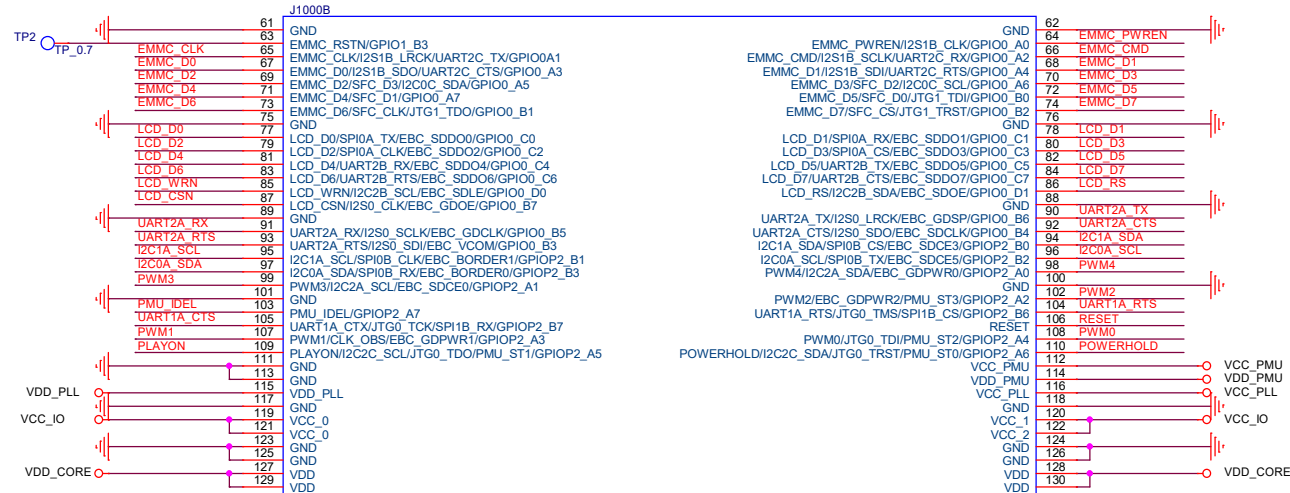 J1000B
61 GND GND 62
TP2 TP_0.7 63 EMMC_RSTN/GPIO1_B3 EMMC_PWREN/I2S1B_CLK/GPIO0_A0 64 EMMC_PWREN
EMMC_CLK 65 EMMC_CLK/I2S1B_LRCK/UART2C_TX/GPIO0A1 EMMC_CMD/I2S1B_SCLK/UART2C_RX/GPIO0_A2 66 EMMC_CMD
EMMC_D0 67 EMMC_D0/I2S1B_SDO/UART2C_CTS/GPIO0_A3 EMMC_D1/I2S1B_SDI/UART2C_RTS/GPIO0_A4 68 EMMC_D1
EMMC_D2 69 EMMC_D2/SFC_D3/I2C0C_SDA/GPIO0_A5 EMMC_D3/SFC_D2/I2C0C_SCL/GPIO0_A6 70 EMMC_D3
EMMC_D4 71 EMMC_D4/SFC_D1/GPIO0_A7 EMMC_D5/SFC_D0/JTG1_TDI/GPIO0_B0 72 EMMC_D5
EMMC_D6 73 EMMC_D6/SFC_CLK/JTG1_TDO/GPIO0_B1 EMMC_D7/SFC_CS/JTG1_TRST/GPIO0_B2 74 EMMC_D7
75 GND GND 76
LCD_D0 77 LCD_D0/SPI0A_TX/EBC_SDDO0/GPIO0_C0 LCD_D1/SPI0A_RX/EBC_SDDO1/GPIO0_C1 78 LCD_D1
LCD_D2 79 LCD_D2/SPI0A_CLK/EBC_SDDO2/GPIO0_C2 LCD_D3/SPI0A_CS/EBC_SDDO3/GPIO0_C3 80 LCD_D3
LCD_D4 81 LCD_D4/UART2B_RX/EBC_SDDO4/GPIO0_C4 LCD_D5/UART2B_TX/EBC_SDDO5/GPIO0_C5 82 LCD_D5
LCD_D6 83 LCD_D6/UART2B_RTS/EBC_SDDO6/GPIO0_C6 LCD_D7/UART2B_CTS/EBC_SDDO7/GPIO0_C7 84 LCD_D7
LCD_WRN 85 LCD_WRN/I2C2B_SCL/EBC_SDLE/GPIO0_D0 LCD_RS/I2C2B_SDA/EBC_SDOE/GPIO0_D1 86 LCD_RS
LCD_CSN 87 LCD_CSN/I2S0_CLK/EBC_GDOE/GPIO0_B7 GND 88
89 GND UART2A_TX/I2S0_LRCK/EBC_GDSP/GPIO0_B6 90 UART2A_TX
UART2A_RX 91 UART2A_RX/I2S0_SCLK/EBC_GDCLK/GPIO0_B5 UART2A_CTS/I2S0_SDO/EBC_SDCLK/GPIO0_B4 92 UART2A_CTS
UART2A_RTS 93 UART2A_RTS/I2S0_SDI/EBC_VCOM/GPIO0_B3 I2C1A_SDA/SPI0B_CS/EBC_SDCE3/GPIOP2_B0 94 I2C1A_SDA
I2C1A_SCL 95 I2C1A_SCL/SPI0B_CLK/EBC_BORDER1/GPIOP2_B1 I2C0A_SCL/SPI0B_TX/EBC_SDCE5/GPIOP2_B2 96 I2C0A_SCL
I2C0A_SDA 97 I2C0A_SDA/SPI0B_RX/EBC_BORDER0/GPIOP2_B3 PWM4/I2C2A_SDA/EBC_GDPWR0/GPIOP2_A0 98 PWM4
PWM3 99 PWM3/I2C2A_SCL/EBC_SDCE0/GPIOP2_A1 GND 100
101 GND PWM2/EBC_GDPWR2/PMU_ST3/GPIOP2_A2 102 PWM2
PMU_IDEL 103 PMU_IDEL/GPIOP2_A7 UART1A_RTS/JTG0_TMS/SPI1B_CS/GPIOP2_B6 104 UART1A_RTS
UART1A_CTS 105 UART1A_CTX/JTG0_TCK/SPI1B_RX/GPIOP2_B7 RESET 106 RESET
PWM1 107 PWM1/CLK_OBS/EBC_GDPWR1/GPIOP2_A3 PWM0/JTG0_TDI/PMU_ST2/GPIOP2_A4 108 PWM0
PLAYON 109 PLAYON/I2C2C_SCL/JTG0_TDO/PMU_ST1/GPIOP2_A5 POWERHOLD/I2C2C_SDA/JTG0_TRST/PMU_ST0/GPIOP2_A6 110 POWERHOLD
111 GND VCC_PMU 112 VCC_PMU
113 GND VDD_PMU 114 VDD_PMU
VDD_PLL 115 VDD_PLL VCC_PLL 116 VCC_PLL
117 GND GND 118
VCC_IO 119 VCC_0 VCC_1 120 VCC_IO
121 VCC_0 VCC_2 122
123 GND GND 124
125 GND GND 126
VDD_CORE 127 VDD VDD 128 VDD_CORE
129 VDD VDD 130